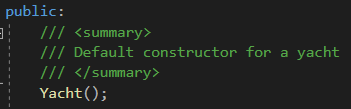 public:
/// <summary>
/// Default constructor for a yacht
/// </summary>
Yacht();